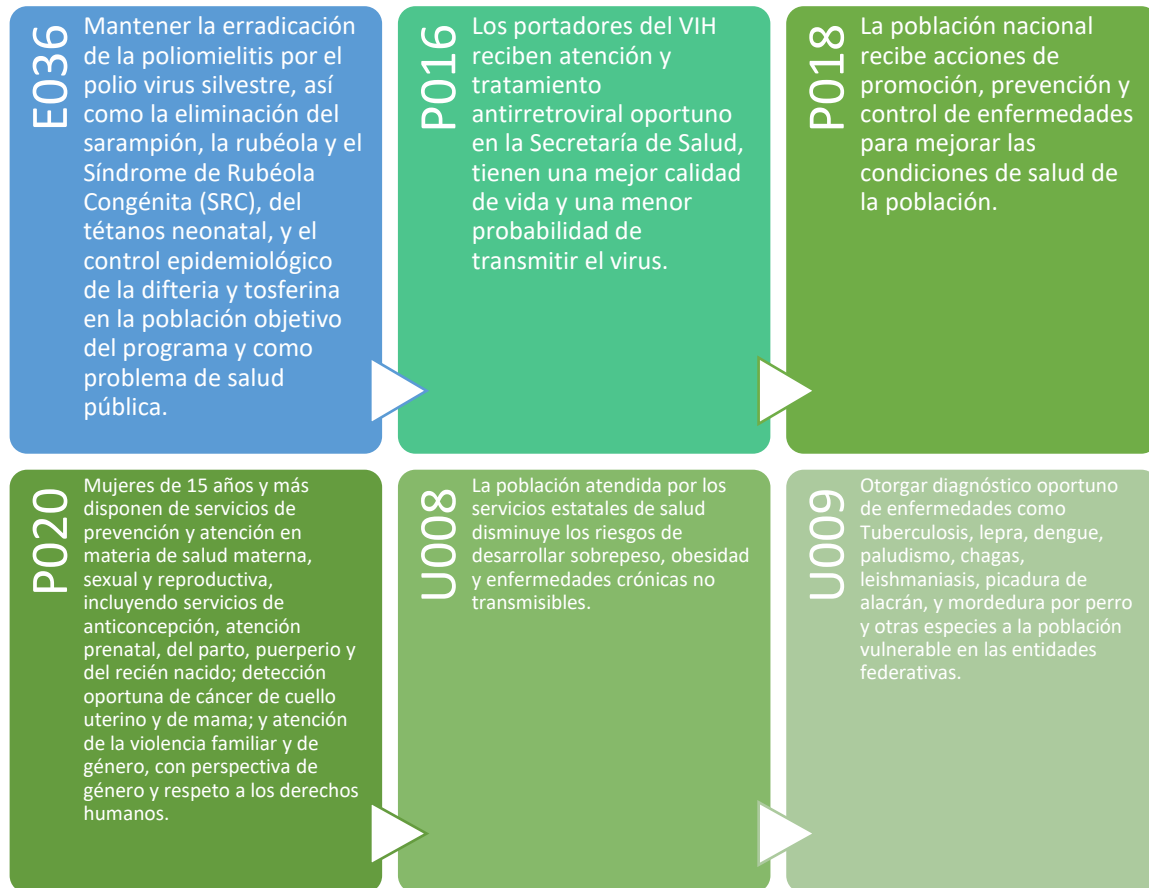 E036
Mantener la erradicación
de la poliomielitis por el
polio virus silvestre, así
como la eliminación del
sarampión, la rubéola y el
Síndrome de Rubéola
Congénita (SRC), del
tétanos neonatal, y el
control epidemiológico
de la difteria y tosferina
en la población objetivo
del programa y como
problema de salud
pública.
P016
Los portadores del VIH
reciben atención y
tratamiento
antirretroviral oportuno
en la Secretaría de Salud,
tienen una mejor calidad
de vida y una menor
probabilidad de
transmitir el virus.
P018
La población nacional
recibe acciones de
promoción, prevención y
control de enfermedades
para mejorar las
condiciones de salud de
la población.
P020
Mujeres de 15 años y más
disponen de servicios de
prevención y atención en
materia de salud materna,
sexual y reproductiva,
incluyendo servicios de
anticoncepción, atención
prenatal, del parto, puerperio y
del recién nacido; detección
oportuna de cáncer de cuello
uterino y de mama; y atención
de la violencia familiar y de
género, con perspectiva de
género y respeto a los derechos
humanos.
U008
La población atendida por los
servicios estatales de salud
disminuye los riesgos de
desarrollar sobrepeso, obesidad
y enfermedades crónicas no
transmisibles.
U009
Otorgar diagnóstico oportuno
de enfermedades como
Tuberculosis, lepra, dengue,
paludismo, chagas,
leishmaniasis, picadura de
alacrán, y mordedura por perro
y otras especies a la población
vulnerable en las entidades
federativas.